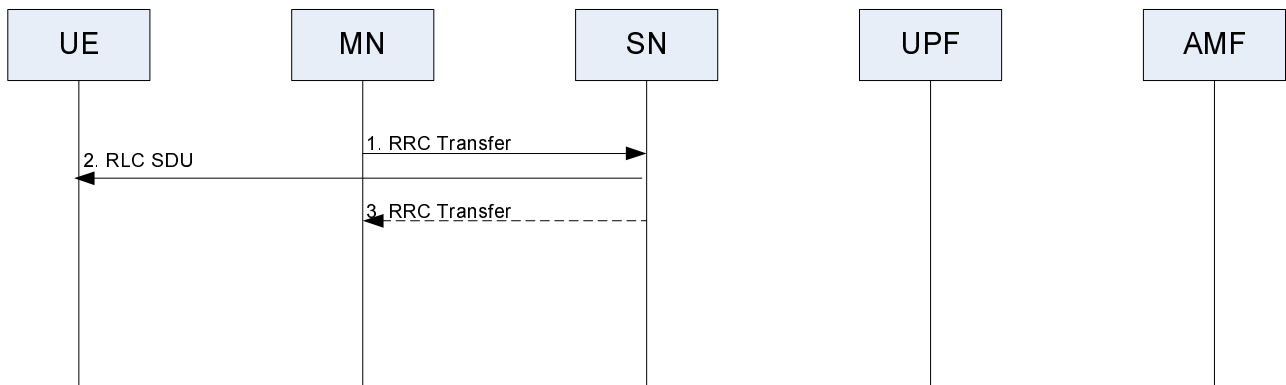 UE
MN
SN
UPF
AMF
1. RRC Transfer
2. RLC SDU
3. RRC Transfer